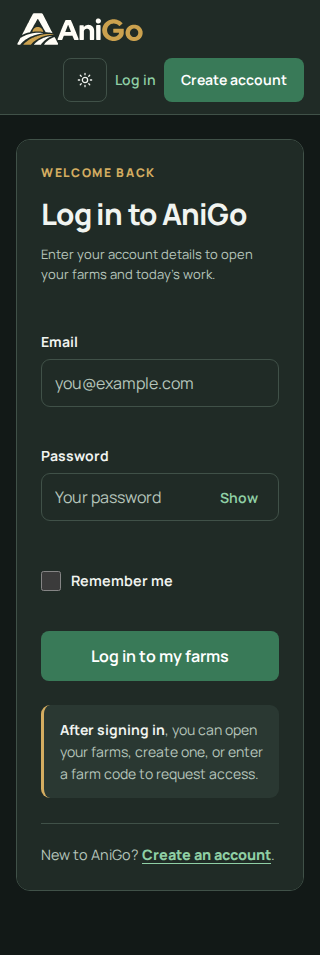 AniGo
Log in
Create account
WELCOME BACK
Log in to AniGo
Enter your account details to open
your farms and today's work.
Email
you@example.com
Password
Your password
Show
Remember me
Log in to my farms
After signing in, you can open
your farms, create one, or enter
a farm code to request access.
New to AniGo? Create an account.